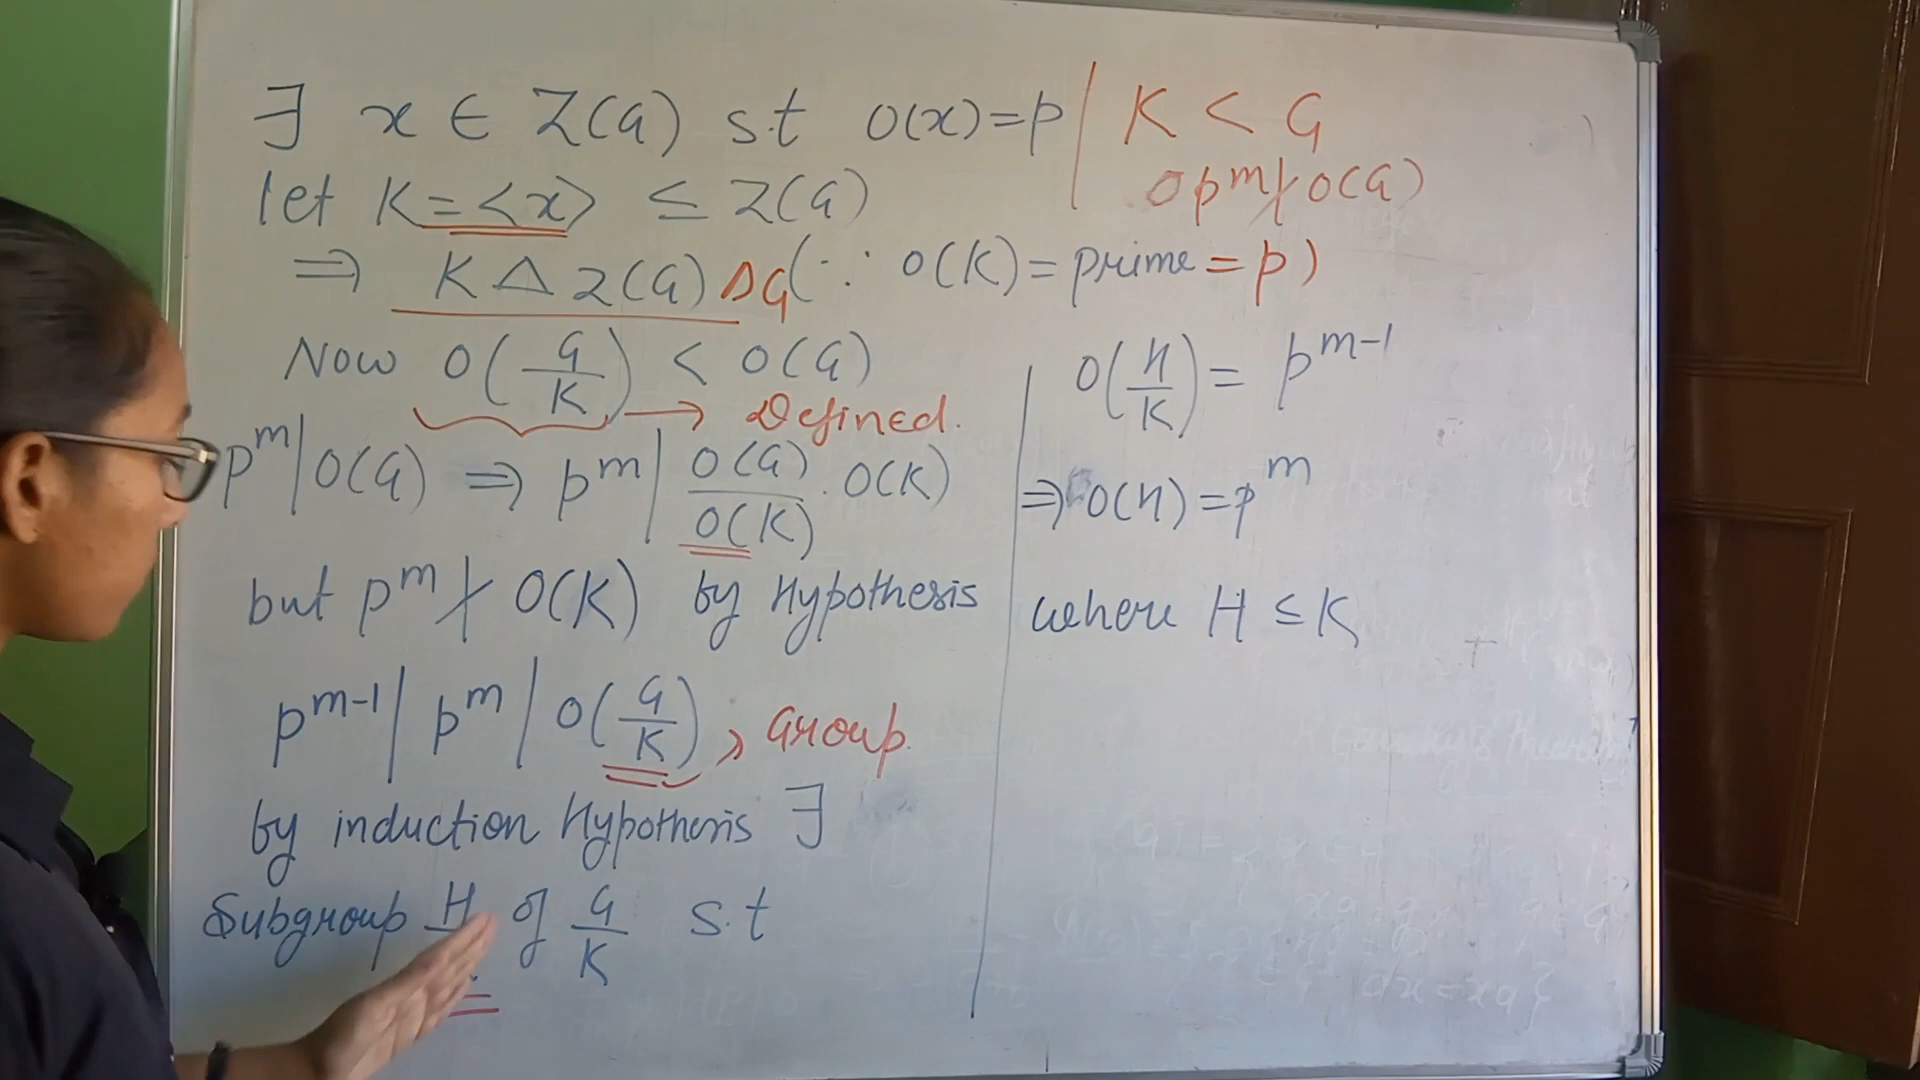 ∃ x ∈ Z(G) s.t o(x)=p
let K=<x> ≤ Z(G)
⇒ K Δ Z(G) Δ G (∵ o(K)=prime=p)
Now O(G/K) < O(G)
→ Defined.
p^m | O(G) ⇒ p^m | O(G)/O(K) . O(K)
but p^m ∤ O(K) by Hypothesis
p^m-1 | p^m | O(G/K) → Group
by induction Hypothesis ∃
Subgroup H of G/K s.t
K < G
p^m ∤ o(G)
O(H/K) = p^m-1
⇒ O(H) = p^m
where H ≤ K